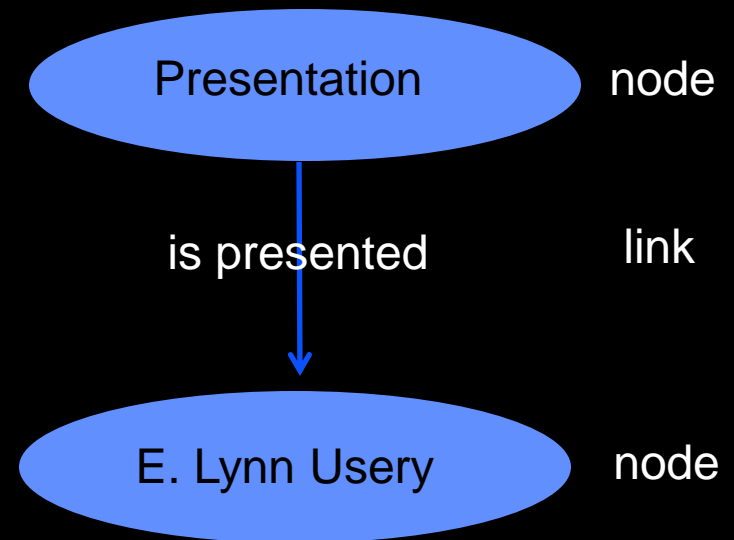 Presentation node
is presented link
E. Lynn Usery node